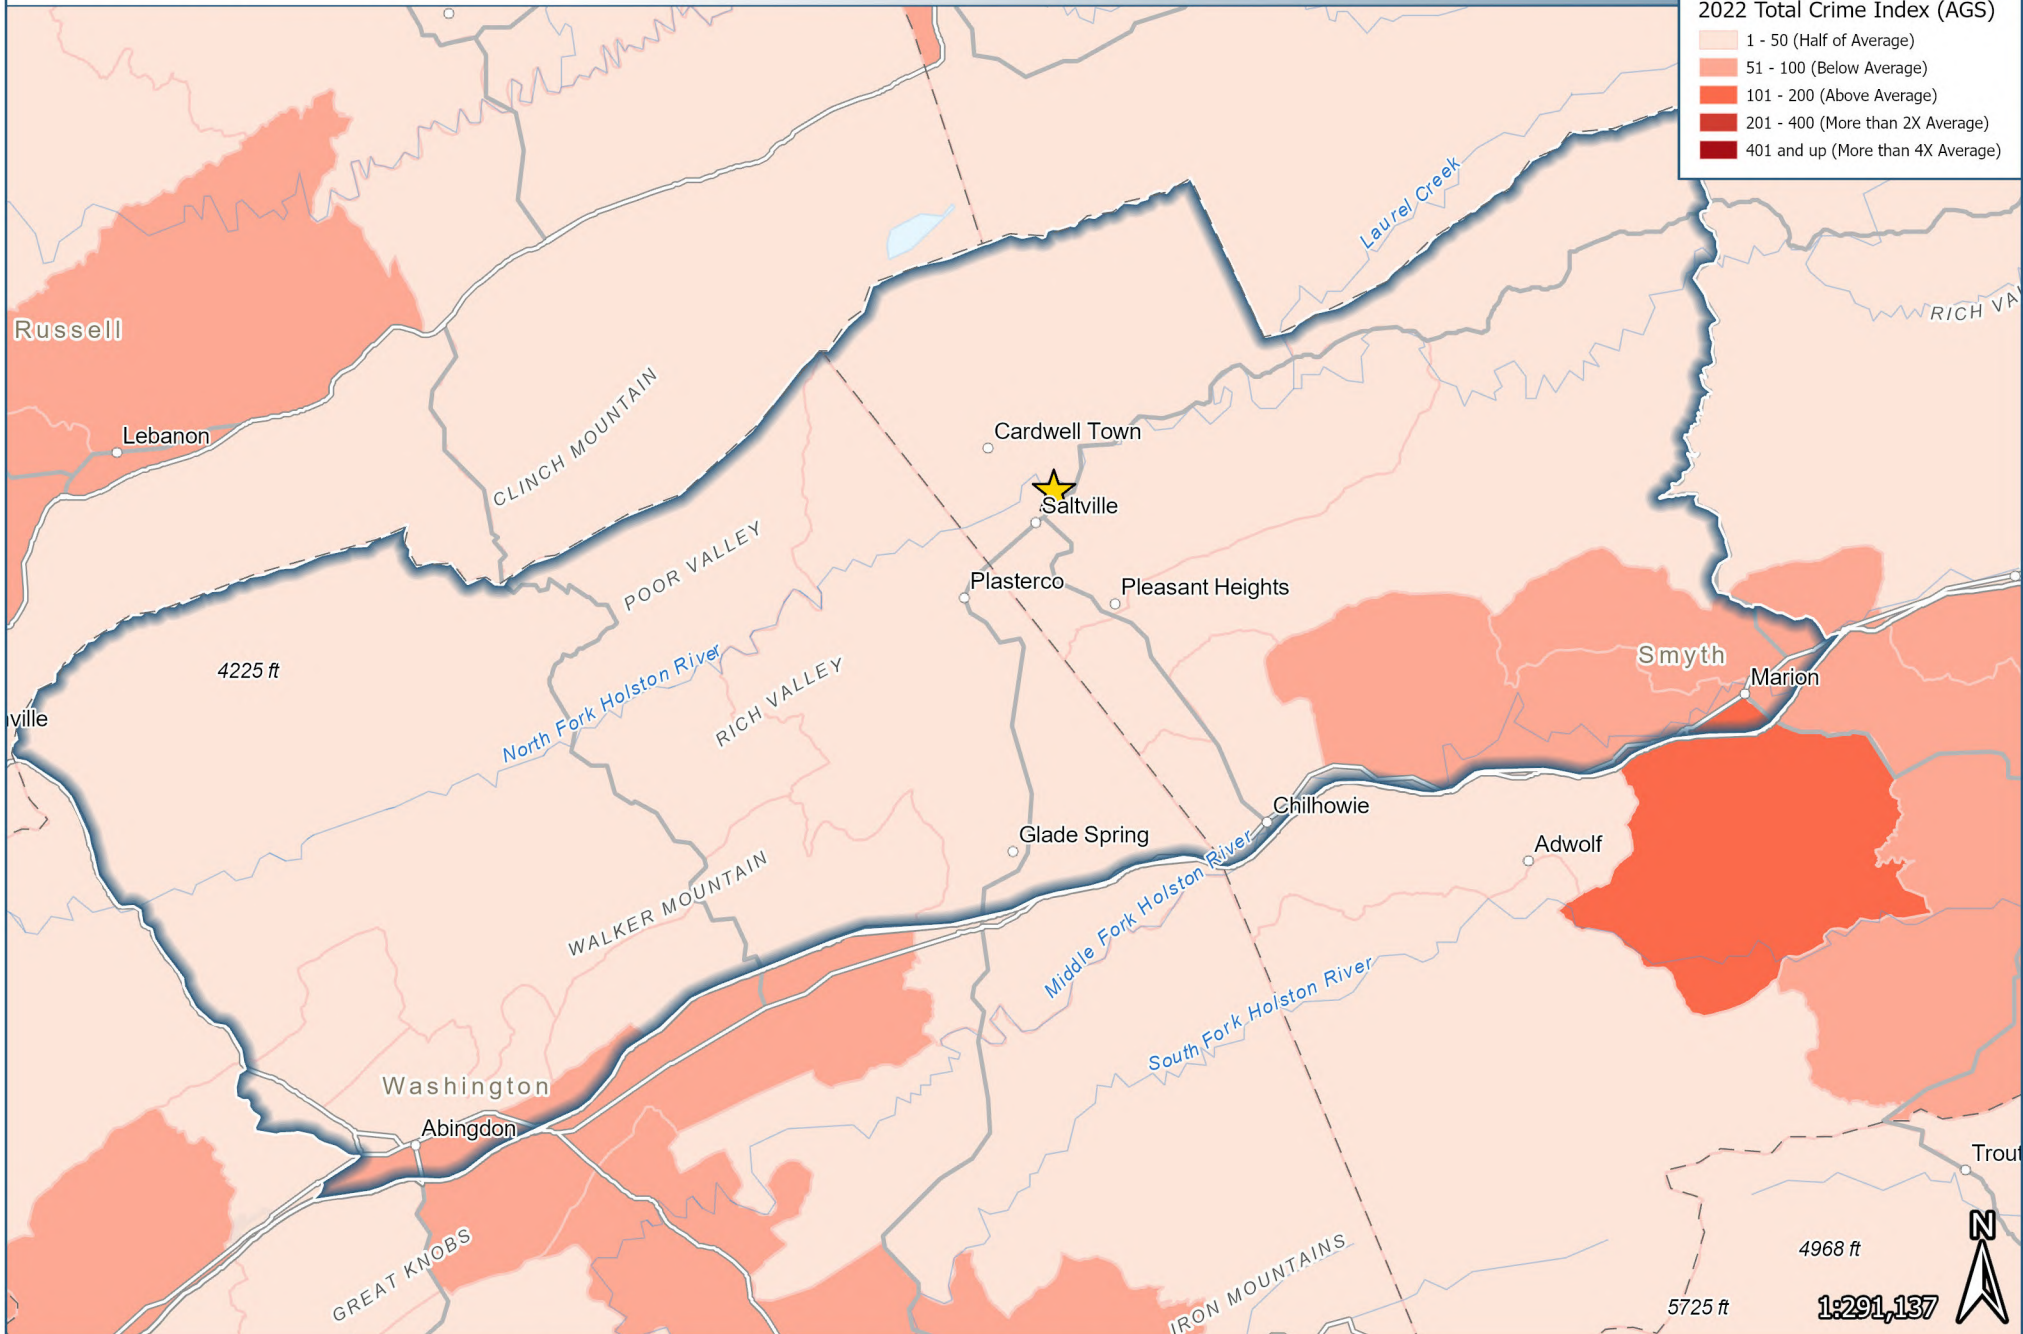 2022 Total Crime Index (AGS)
1 - 50 (Half of Average)
51 - 100 (Below Average)
101 - 200 (Above Average)
201 - 400 (More than 2X Average)
401 and up (More than 4X Average)
Laurel Creek
RICH VA
Russell
CLINCH MOUNTAIN
Lebanon
Cardwell Town
Saltville
POOR VALLEY
Plasterco
Pleasant Heights
4225 ft
North Fork Holston River
RICH VALLEY
Smyth
Marion
ville
Chilhowie
Glade Spring
Adwolf
WALKER MOUNTAIN
Middle Fork Holston River
South Fork Holston River
Washington
Abingdon
Trout
GREAT KNOBS
IRON MOUNTAINS
4968 ft
5725 ft
N
1:291,137